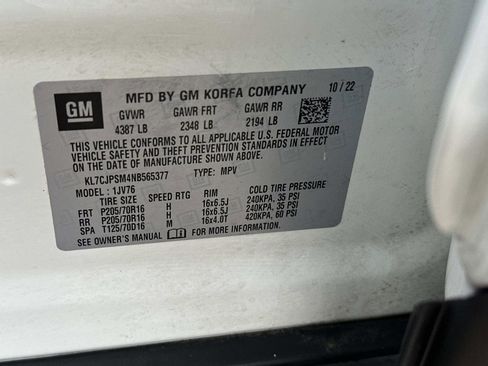 GM
MFD BY GM KOREA COMPANY 10 / 22
GVWR GAWR FRT GAWR RR
4387 LB 2348 LB 2194 LB
THIS VEHICLE CONFORMS TO ALL APPLICABLE U.S. FEDERAL MOTOR
VEHICLE SAFETY AND THEFT PREVENTION STANDARDS IN EFFECT
ON THE DATE OF MANUFACTURE SHOWN ABOVE.
KL7CJPSM4NB565377 TYPE: MPV
MODEL : 1JV76
TIRE SIZE SPEED RTG RIM COLD TIRE PRESSURE
FRT P205/70R16 H 16x6.5J 240KPA, 35 PSI
RR P205/70R16 H 16x6.5J 240KPA, 35 PSI
SPA T125/70D16 M 16x4.0T 420KPA, 60 PSI
SEE OWNER'S MANUAL FOR MORE INFORMATION.